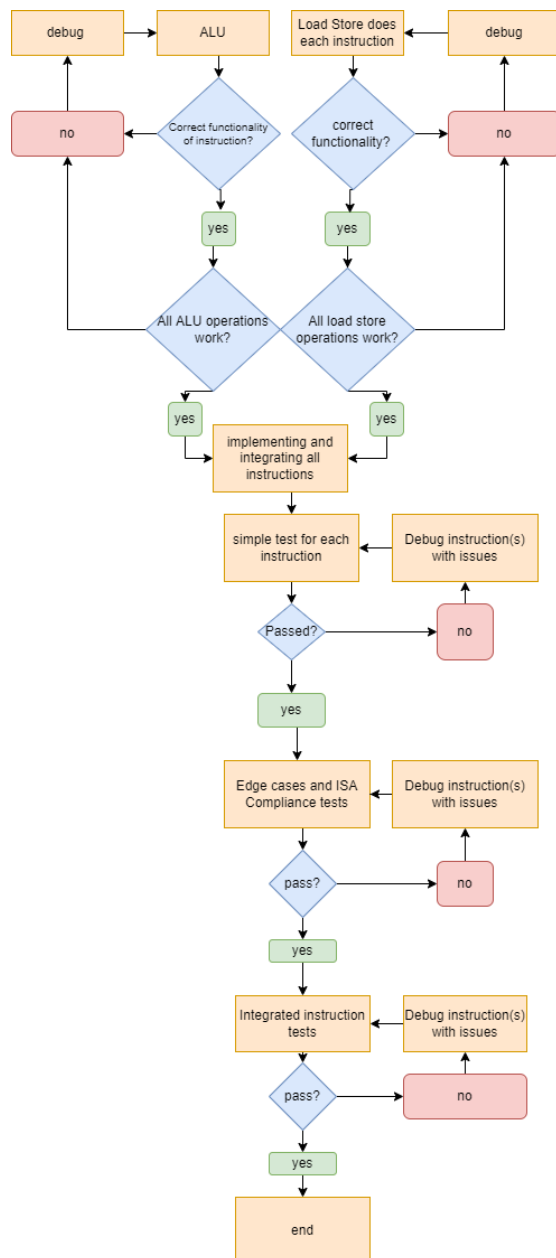 debug
ALU
Load Store does
each instruction
debug
no
Correct functionality
of instruction?
correct
functionality?
no
yes
yes
All ALU operations
work?
All load store
operations work?
yes
yes
implementing and
integrating all
instructions
simple test for each
instruction
Debug instruction(s)
with issues
Passed?
no
yes
Edge cases and ISA
Compliance tests
Debug instruction(s)
with issues
pass?
no
yes
Integrated instruction
tests
Debug instruction(s)
with issues
pass?
no
yes
end